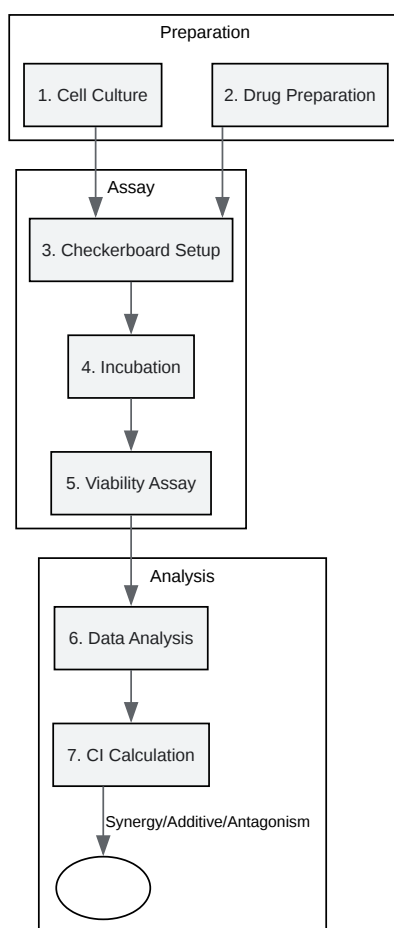 Preparation
1. Cell Culture
2. Drug Preparation
Assay
3. Checkerboard Setup
4. Incubation
5. Viability Assay
Analysis
6. Data Analysis
7. CI Calculation
Synergy/Additive/Antagonism